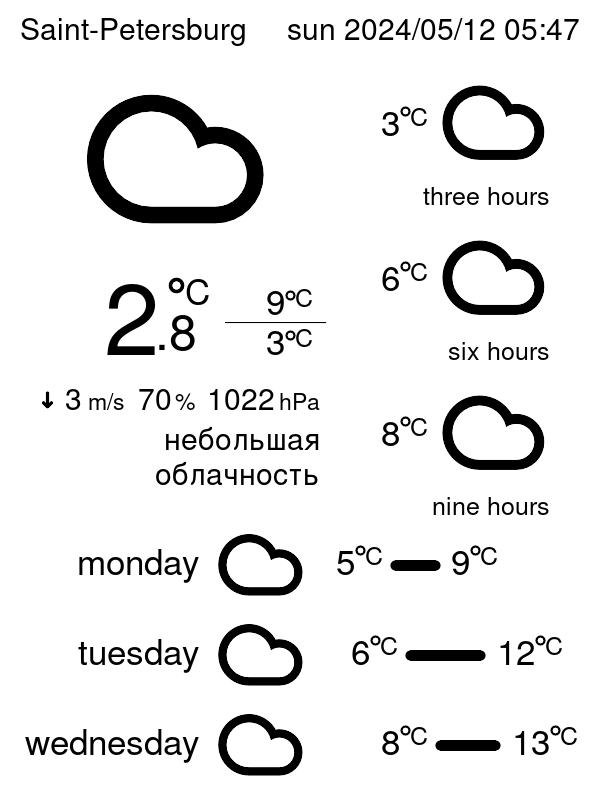 Saint-Petersburg sun 2024/05/12 05:47
3°C
three hours
6°C
six hours
2.8°C
9°C
3°C
↓ 3 m/s 70% 1022 hPa
небольшая
облачность
8°C
nine hours
monday 5°C 9°C
tuesday 6°C 12°C
wednesday 8°C 13°C